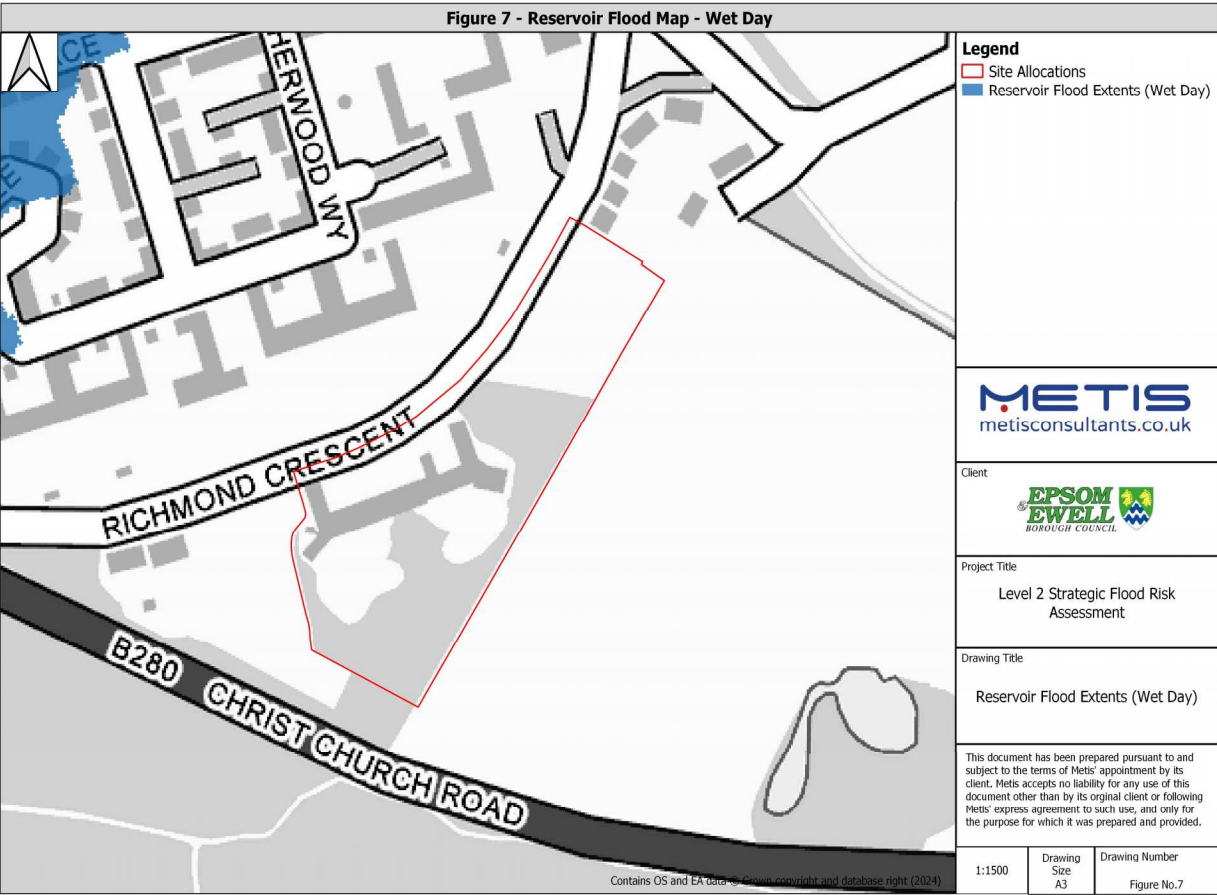 Figure 7 - Reservoir Flood Map - Wet Day
CE
HERWOOD WY
E
RICHMOND CRESCENT
B280 CHRIST CHURCH ROAD
Contains OS and EA data © Crown copyright and database right (2024)
Legend
Site Allocations
Reservoir Flood Extents (Wet Day)
METIS
metisconsultants.co.uk
Client
EPSOM
& EWELL
BOROUGH COUNCIL
Project Title
Level 2 Strategic Flood Risk
Assessment
Drawing Title
Reservoir Flood Extents (Wet Day)
This document has been prepared pursuant to and
subject to the terms of Metis' appointment by its
client. Metis accepts no liability for any use of this
document other than by its orginal client or following
Metis' express agreement to such use, and only for
the purpose for which it was prepared and provided.
1:1500
Drawing
Size
A3
Drawing Number
Figure No.7